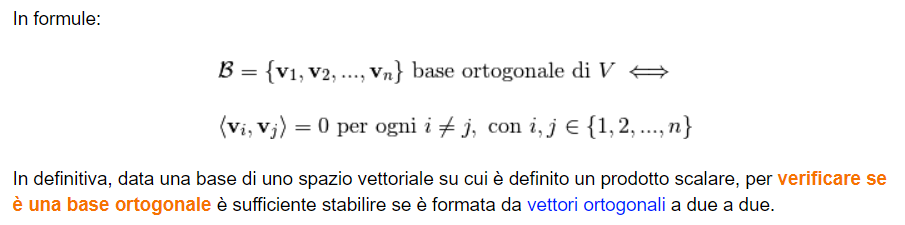 In formule:
ℬ = {v₁, v₂, ..., vₙ} base ortogonale di V ⟺
⟨vᵢ, vⱼ⟩ = 0 per ogni i ≠ j, con i, j ∈ {1, 2, ..., n}
In definitiva, data una base di uno spazio vettoriale su cui è definito un prodotto scalare, per verificare se
è una base ortogonale è sufficiente stabilire se è formata da vettori ortogonali a due a due.